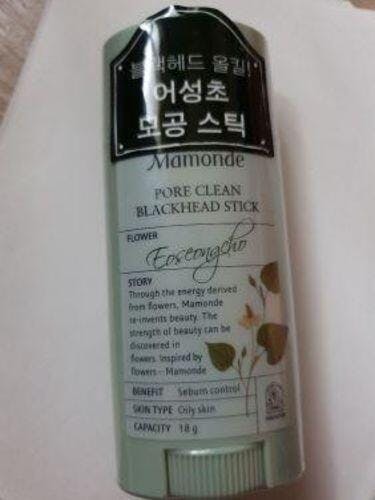 블랙헤드 올킬!
어성초
모공 스틱
Mamonde
PORE CLEAN
BLACKHEAD STICK
FLOWER
Eoseongcho
STORY
Through the energy derived
from flowers, Mamonde
re-invents beauty. The
strength of beauty can be
discovered in
flowers. Inspired by
flowers - Mamonde
BENEFIT Sebum control
SKIN TYPE Oily skin
CAPACITY 18 g